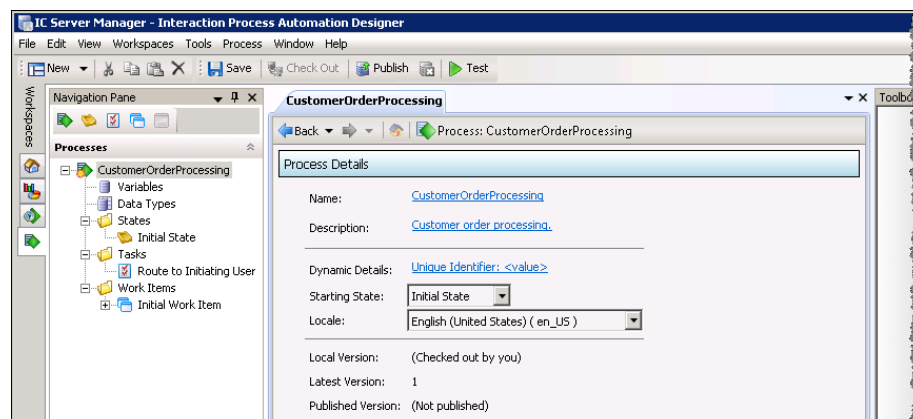 IC Server Manager - Interaction Process Automation Designer
File Edit View Workspaces Tools Process Window Help
New Save Check Out Publish Test
Workspaces
Navigation Pane
Processes
CustomerOrderProcessing
Variables
Data Types
States
Initial State
Tasks
Route to Initiating User
Work Items
Initial Work Item
CustomerOrderProcessing
Back Process: CustomerOrderProcessing
Process Details
Name: CustomerOrderProcessing
Description: Customer order processing.
Dynamic Details: Unique Identifier: <value>
Starting State: Initial State
Locale: English (United States) ( en_US )
Local Version: (Checked out by you)
Latest Version: 1
Published Version: (Not published)